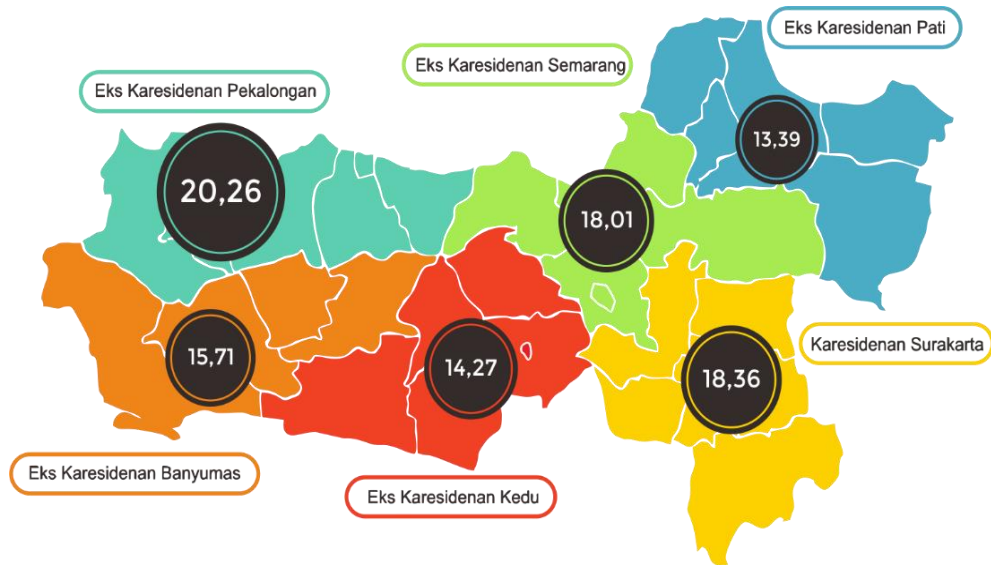 Eks Karesidenan Pati
Eks Karesidenan Semarang
Eks Karesidenan Pekalongan
13,39
20,26
18,01
Karesidenan Surakarta
15,71
14,27
18,36
Eks Karesidenan Banyumas
Eks Karesidenan Kedu